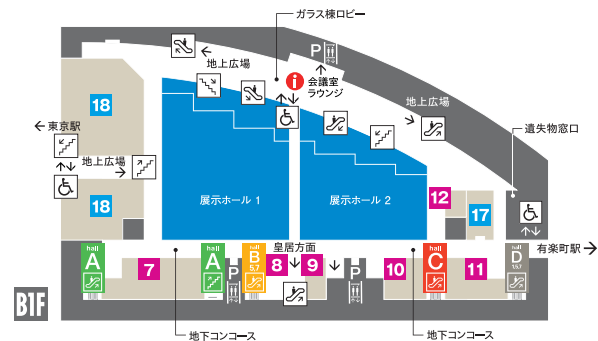 ガラス棟ロビー
地上広場
P
i
会議室
ラウンジ
18
地上広場
東京駅
遺失物窓口
地上広場
展示ホール 1
展示ホール 2
12
18
17
皇居方面
有楽町駅
hall
A
hall
A
hall
B
5,7
hall
C
hall
D
1,5,7
7
8
9
10
11
P
P
B1F
地下コンコース
地下コンコース